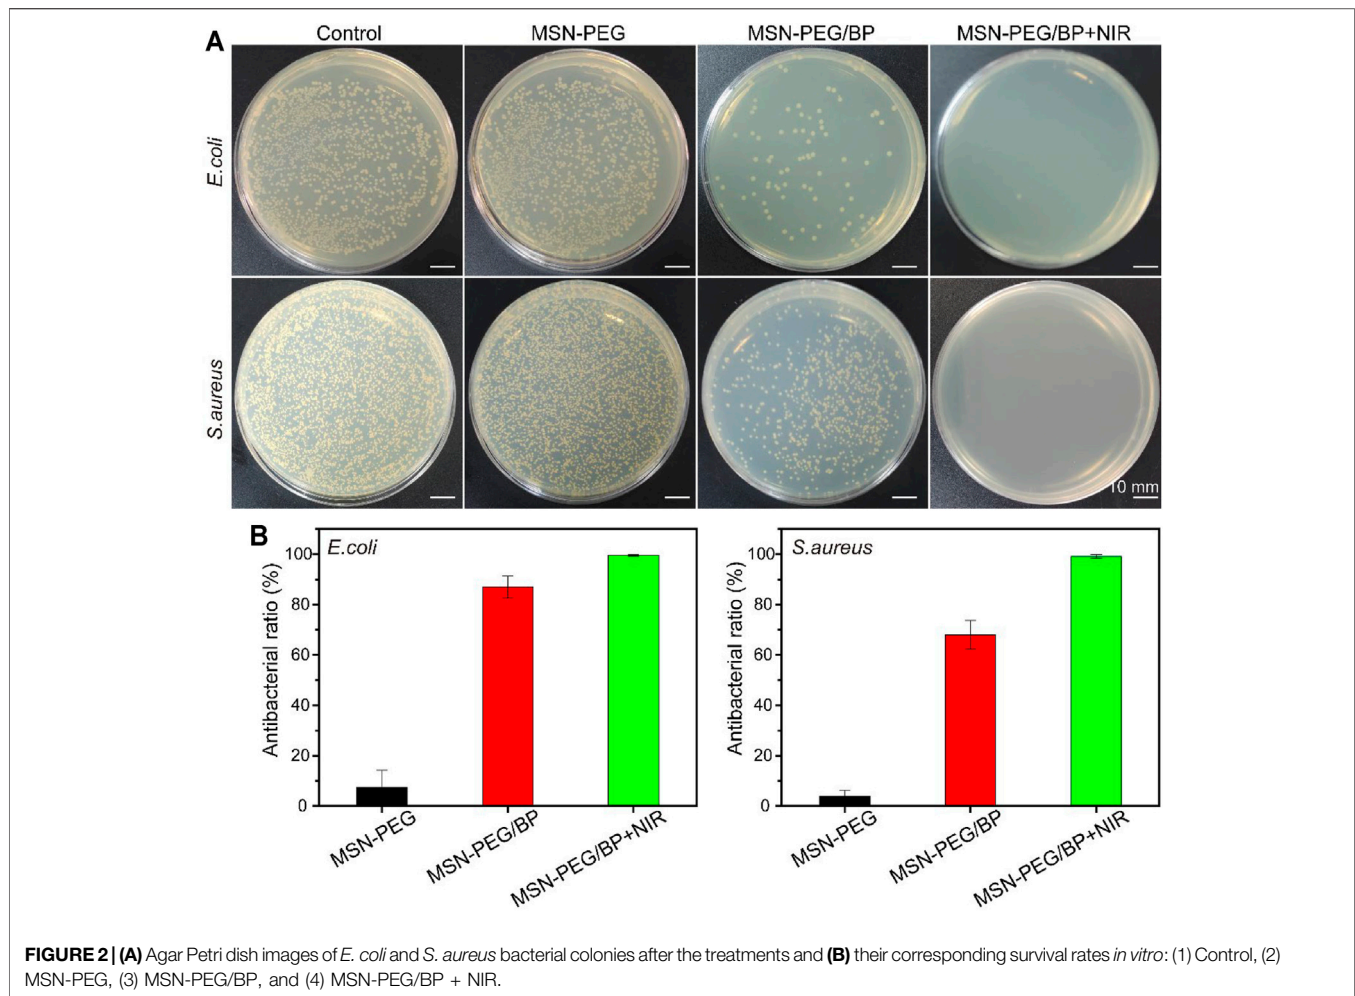 A
Control
MSN-PEG
MSN-PEG/BP
MSN-PEG/BP+NIR
E.coli
S.aureus
10 mm
B
E.coli
Antibacterial ratio (%)
100
80
60
40
20
0
MSN-PEG
MSN-PEG/BP
MSN-PEG/BP+NIR
S.aureus
Antibacterial ratio (%)
100
80
60
40
20
0
MSN-PEG
MSN-PEG/BP
MSN-PEG/BP+NIR
FIGURE 2 | (A) Agar Petri dish images of E. coli and S. aureus bacterial colonies after the treatments and (B) their corresponding survival rates in vitro: (1) Control, (2)
MSN-PEG, (3) MSN-PEG/BP, and (4) MSN-PEG/BP + NIR.